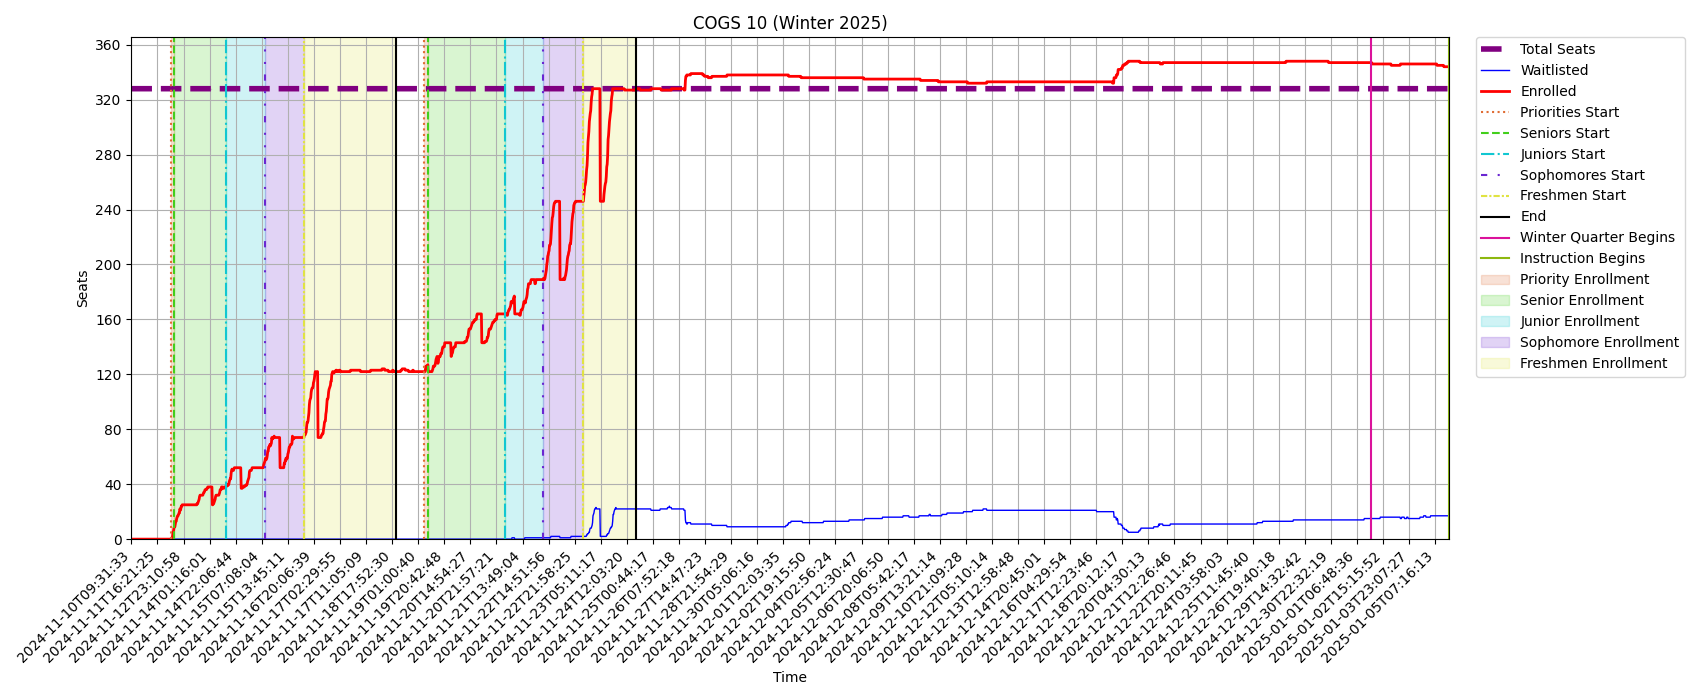 COGS 10 (Winter 2025)
Seats
360
320
280
240
200
160
120
80
40
0
2024-11-10T09:31:33
2024-11-11T16:21:25
2024-11-12T23:10:58
2024-11-14T01:16:01
2024-11-14T22:06:44
2024-11-15T07:08:04
2024-11-15T13:45:11
2024-11-16T20:06:39
2024-11-17T02:29:55
2024-11-17T11:05:09
2024-11-18T17:52:30
2024-11-19T01:00:40
2024-11-19T20:42:48
2024-11-20T14:54:27
2024-11-20T21:57:21
2024-11-21T13:49:04
2024-11-22T14:51:56
2024-11-22T21:58:25
2024-11-23T05:11:17
2024-11-24T12:03:20
2024-11-25T00:44:17
2024-11-26T07:52:18
2024-11-27T14:47:23
2024-11-28T21:54:29
2024-11-30T05:06:16
2024-12-01T12:03:35
2024-12-02T19:15:50
2024-12-04T02:56:24
2024-12-05T12:30:47
2024-12-06T20:06:50
2024-12-08T05:42:17
2024-12-09T13:21:14
2024-12-10T21:09:28
2024-12-12T05:10:14
2024-12-13T12:58:48
2024-12-14T20:45:01
2024-12-16T04:29:54
2024-12-17T12:23:46
2024-12-18T20:12:17
2024-12-20T04:30:13
2024-12-21T12:26:46
2024-12-22T20:11:45
2024-12-24T03:58:03
2024-12-25T11:45:40
2024-12-26T19:40:18
2024-12-29T14:32:42
2024-12-30T22:32:19
2025-01-01T06:48:36
2025-01-02T15:15:52
2025-01-03T23:07:27
2025-01-05T07:16:13
Time
Total Seats
Waitlisted
Enrolled
Priorities Start
Seniors Start
Juniors Start
Sophomores Start
Freshmen Start
End
Winter Quarter Begins
Instruction Begins
Priority Enrollment
Senior Enrollment
Junior Enrollment
Sophomore Enrollment
Freshmen Enrollment